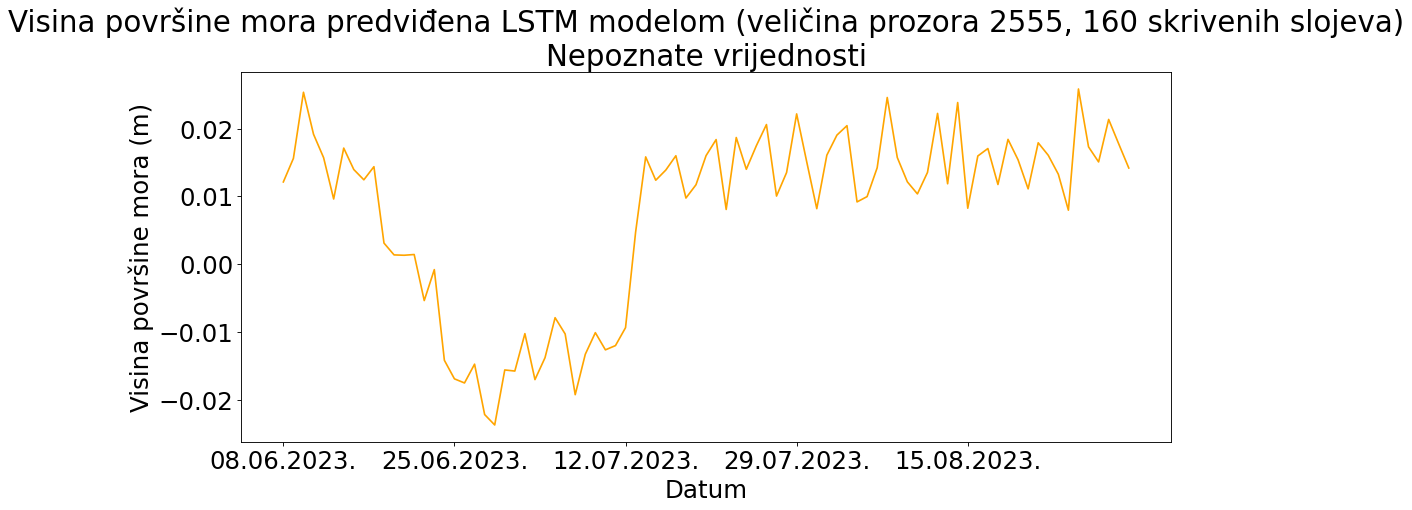 Visina površine mora predviđena LSTM modelom (veličina prozora 2555, 160 skrivenih slojeva)
Nepoznate vrijednosti
Visina površine mora (m)
0.02
0.01
0.00
−0.01
−0.02
08.06.2023. 25.06.2023. 12.07.2023. 29.07.2023. 15.08.2023.
Datum